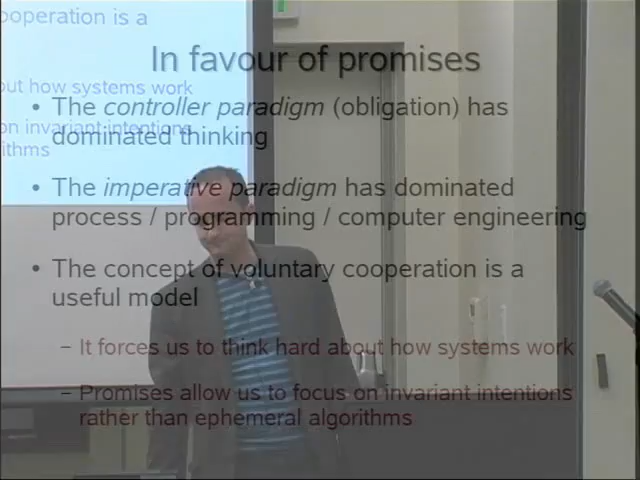 In favour of promises
• The controller paradigm (obligation) has
dominated thinking
• The imperative paradigm has dominated
process / programming / computer engineering
• The concept of voluntary cooperation is a
useful model
– It forces us to think hard about how systems work
– Promises allow us to focus on invariant intentions
rather than ephemeral algorithms
ooperation is a
out how systems work
on invariant intentions
ithms